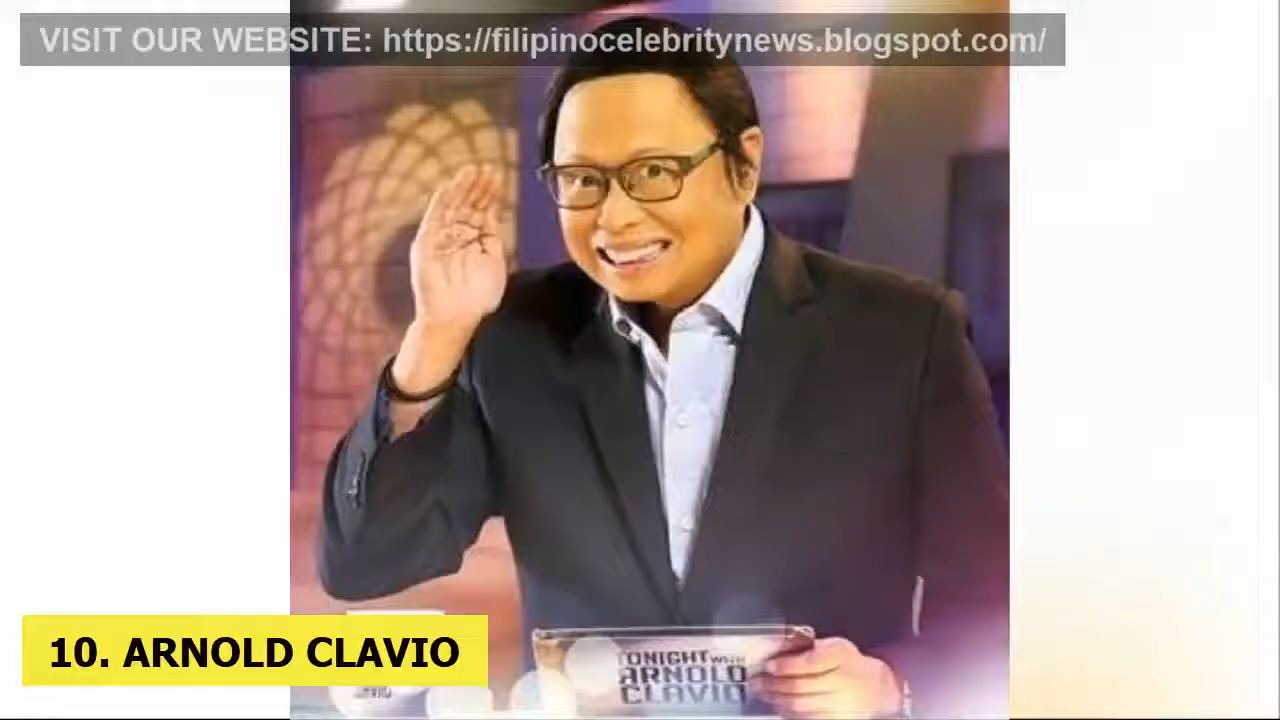 VISIT OUR WEBSITE: https://filipinocelebritynews.blogspot.com/
10. ARNOLD CLAVIO
TONIGHT WITH
ARNOLD
CLAVIO